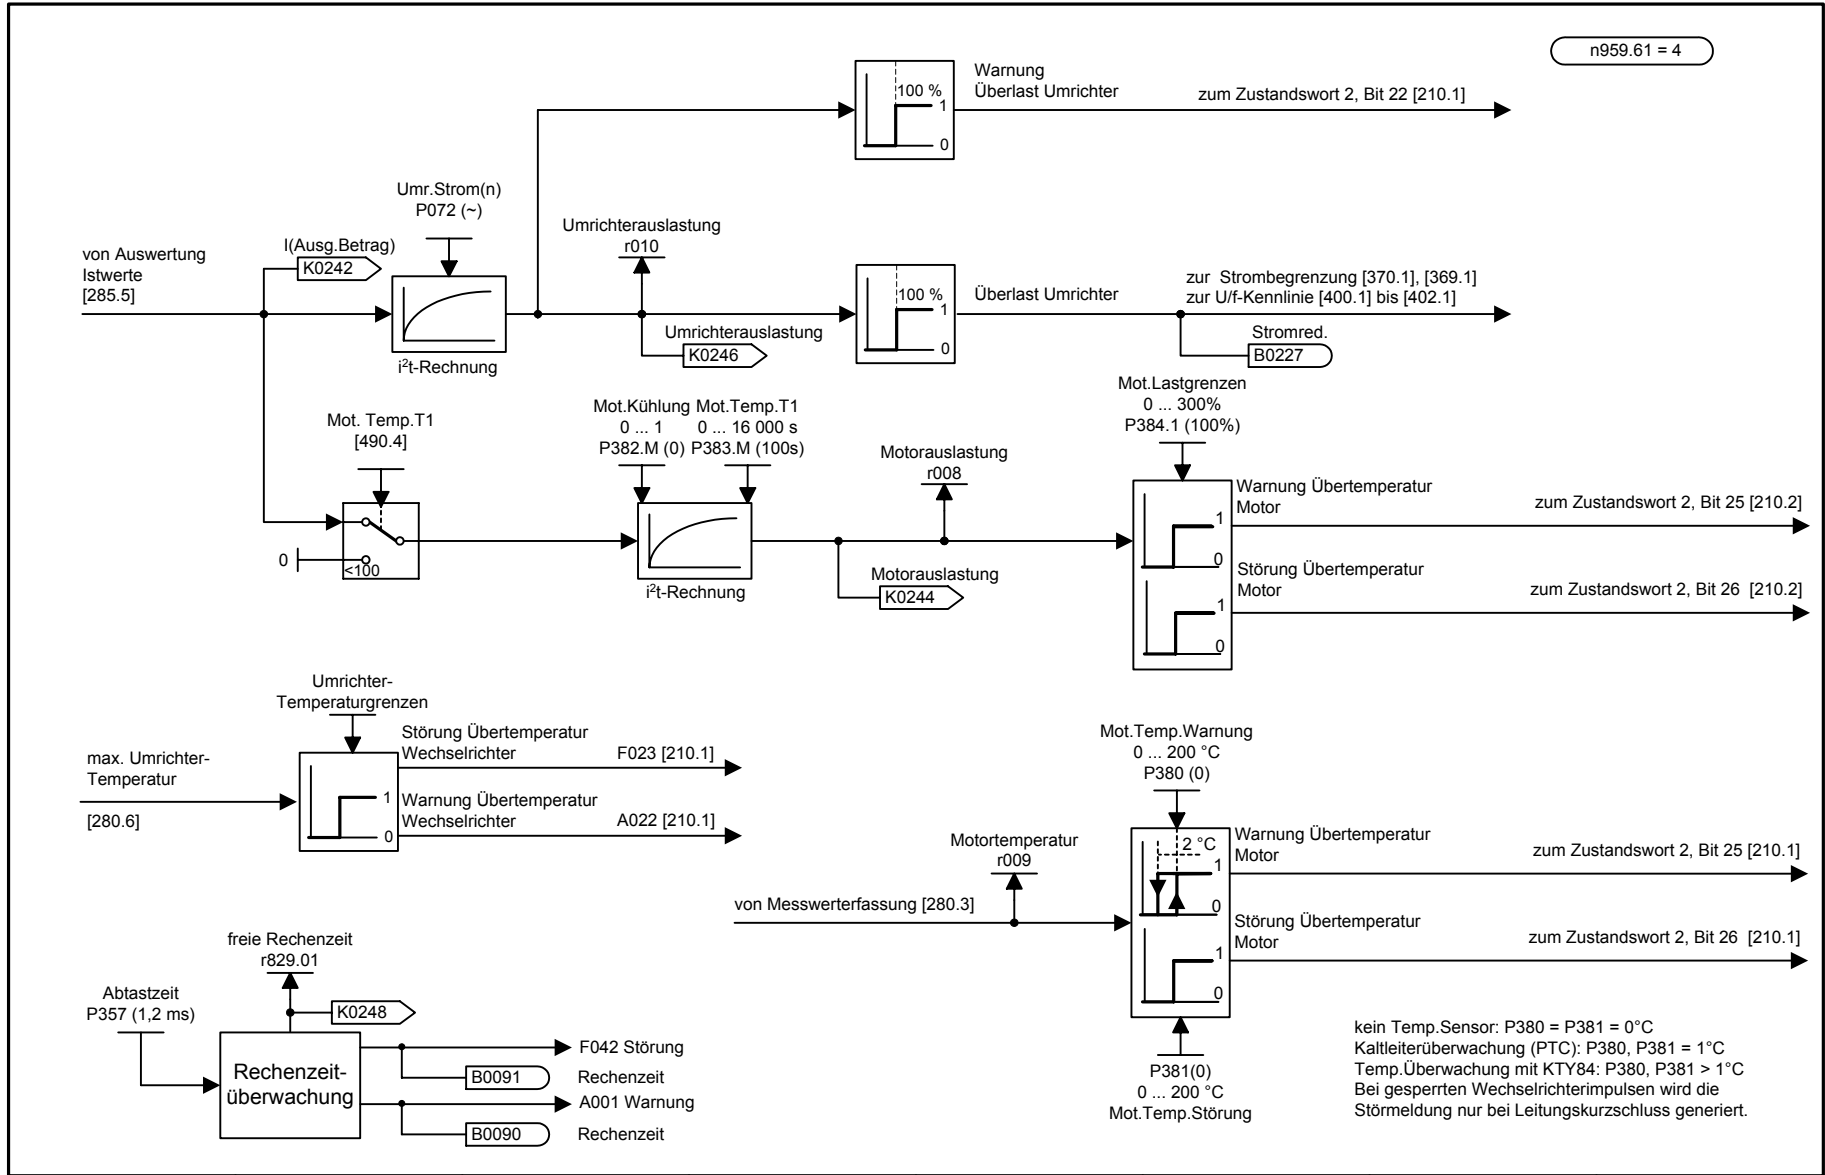 n959.61 = 4
Warnung
Überlast Umrichter
100 %
1
0
zum Zustandswort 2, Bit 22 [210.1]
Umr.Strom(n)
P072 (~)
von Auswertung
Istwerte
[285.5]
I(Ausg.Betrag)
K0242
i²t-Rechnung
Umrichterauslastung
r010
Umrichterauslastung
K0246
100 %
1
0
Überlast Umrichter
zur Strombegrenzung [370.1], [369.1]
zur U/f-Kennlinie [400.1] bis [402.1]
Stromred.
B0227
Mot. Temp.T1
[490.4]
0
<100
Mot.Kühlung
0 ... 1
P382.M (0)
Mot.Temp.T1
0 ... 16 000 s
P383.M (100s)
i²t-Rechnung
Motorauslastung
r008
Motorauslastung
K0244
Mot.Lastgrenzen
0 ... 300%
P384.1 (100%)
1
0
Warnung Übertemperatur
Motor
zum Zustandswort 2, Bit 25 [210.2]
1
0
Störung Übertemperatur
Motor
zum Zustandswort 2, Bit 26 [210.2]
Umrichter-
Temperaturgrenzen
max. Umrichter-
Temperatur
[280.6]
1
0
Störung Übertemperatur
Wechselrichter
F023 [210.1]
Warnung Übertemperatur
Wechselrichter
A022 [210.1]
Mot.Temp.Warnung
0 ... 200 °C
P380 (0)
Motortemperatur
r009
von Messwerterfassung [280.3]
2 °C
1
0
Warnung Übertemperatur
Motor
zum Zustandswort 2, Bit 25 [210.1]
1
0
Störung Übertemperatur
Motor
zum Zustandswort 2, Bit 26 [210.1]
P381(0)
0 ... 200 °C
Mot.Temp.Störung
freie Rechenzeit
r829.01
K0248
Abtastzeit
P357 (1,2 ms)
Rechenzeit-
überwachung
F042 Störung
Rechenzeit
B0091
A001 Warnung
Rechenzeit
B0090
kein Temp.Sensor: P380 = P381 = 0°C
Kaltleiterüberwachung (PTC): P380, P381 = 1°C
Temp.Überwachung mit KTY84: P380, P381 > 1°C
Bei gesperrten Wechselrichterimpulsen wird die
Störmeldung nur bei Leitungskurzschluss generiert.